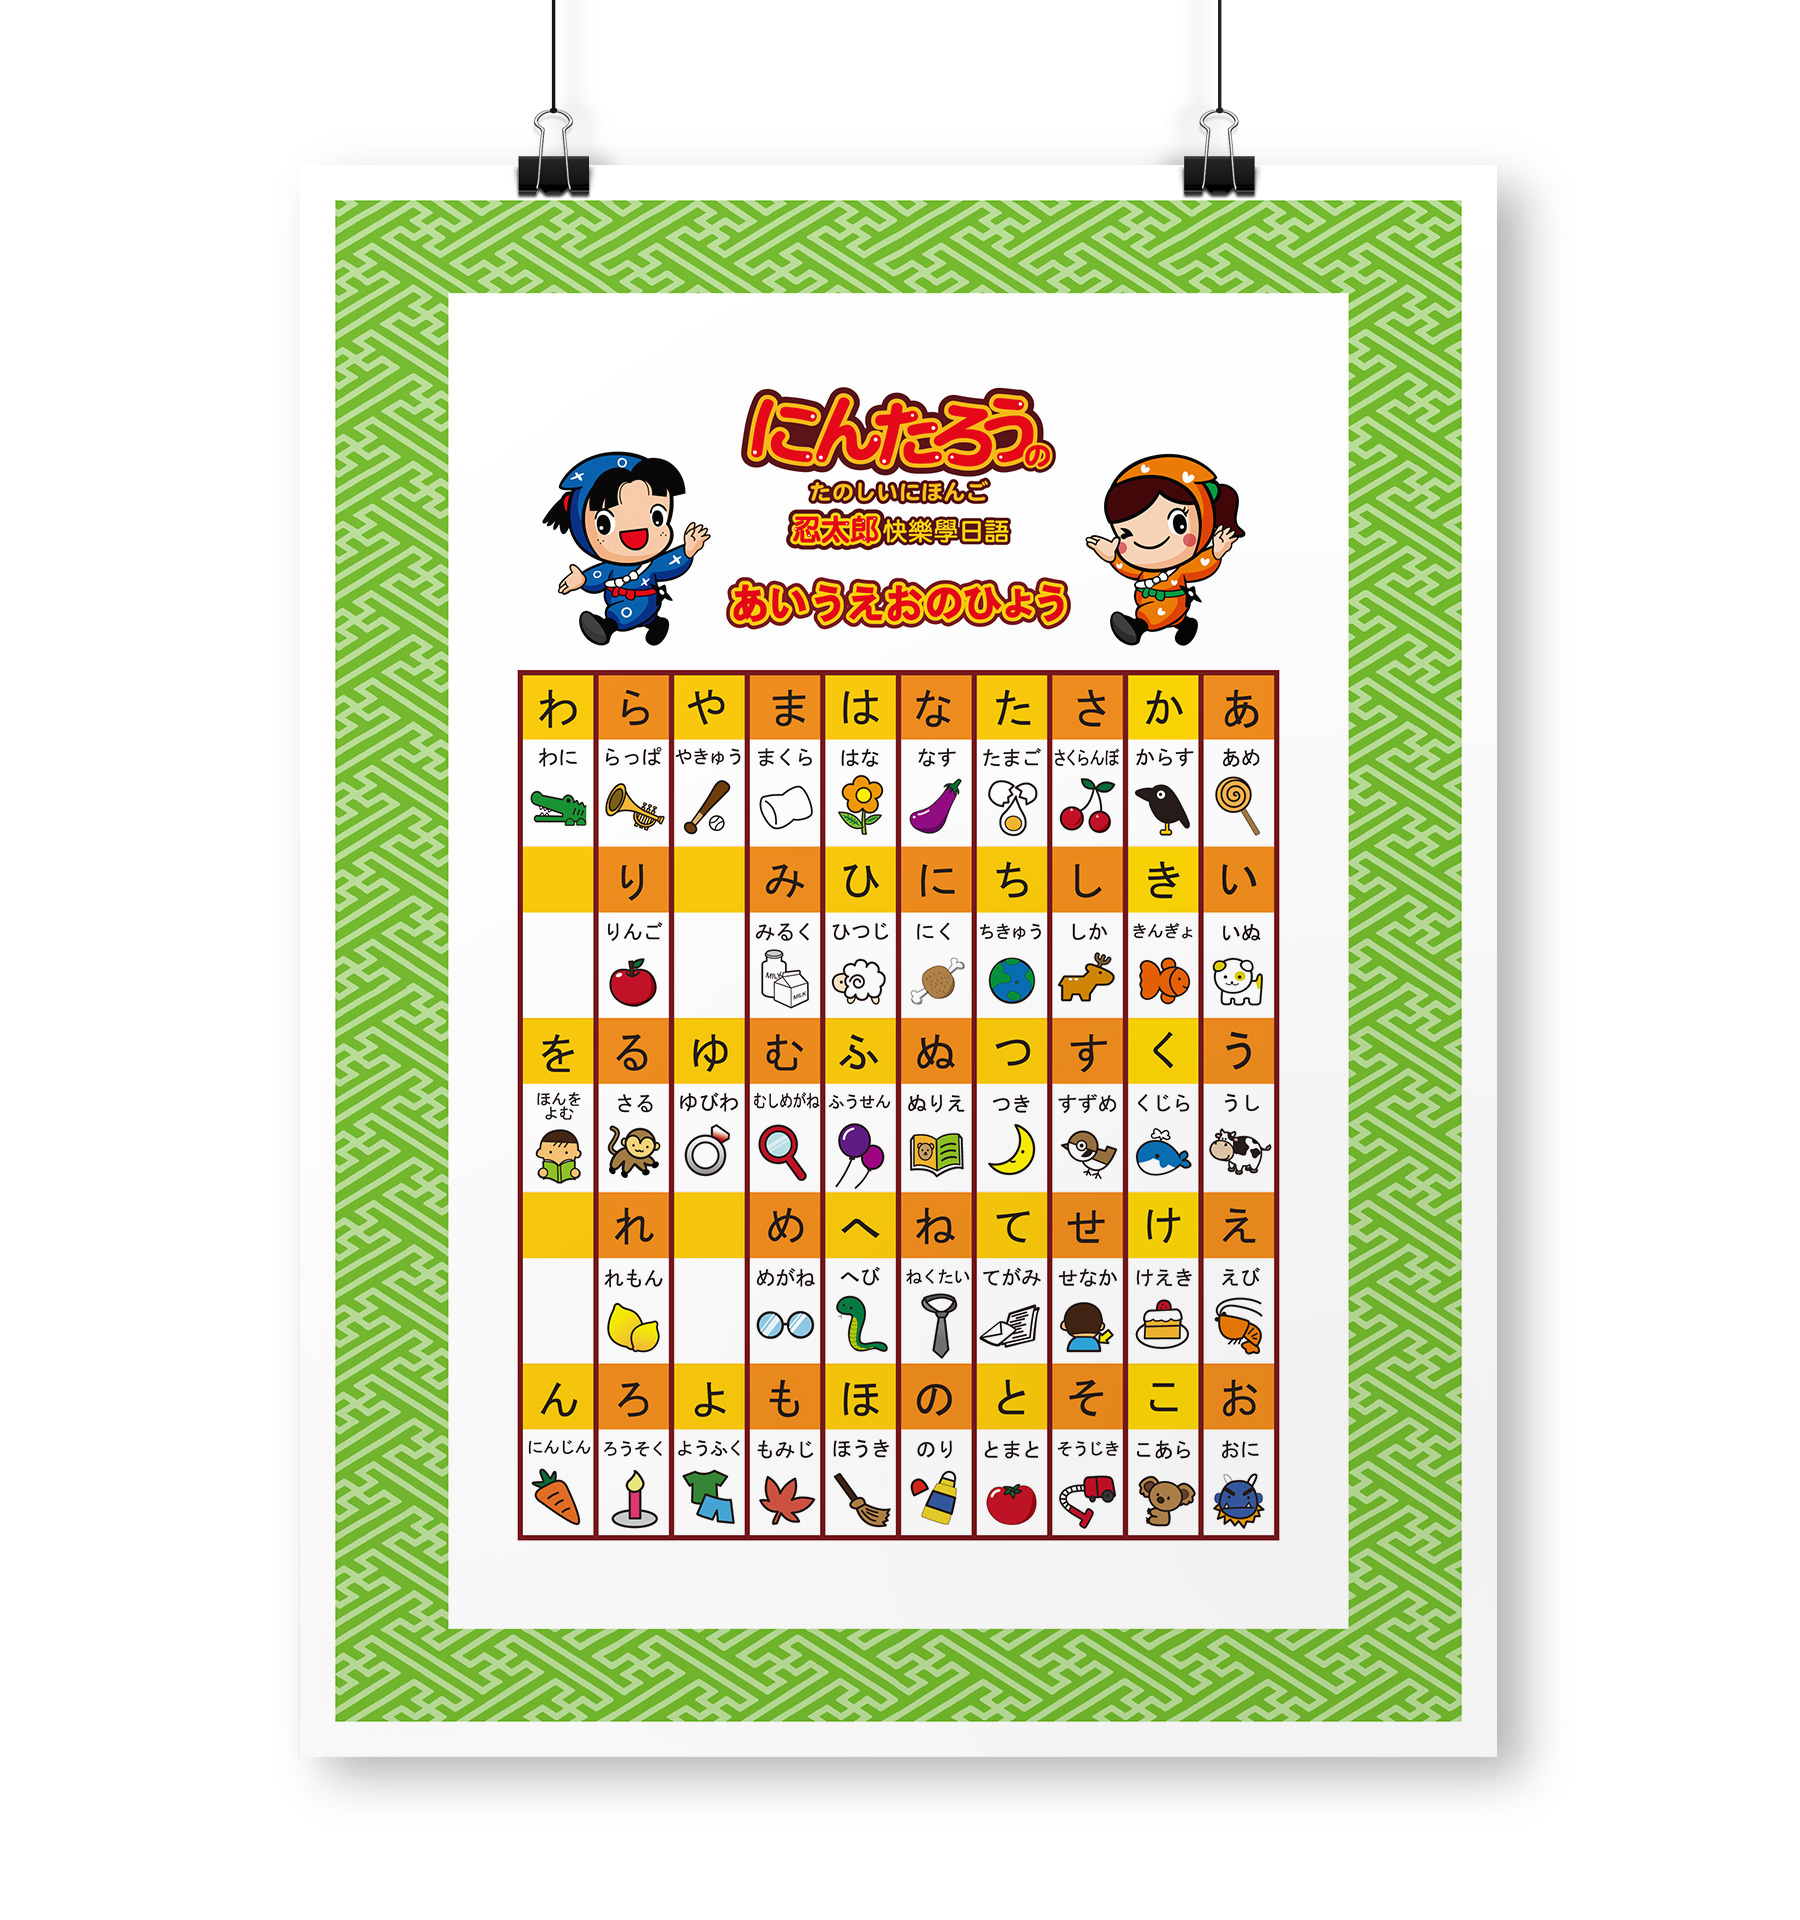 にんたろうの
たのしいにほんご
忍太郎快樂學日語
あいうえおのひょう
わ ら や ま は な た さ か あ
わに らっぱ やきゅう まくら はな なす たまご さくらんぼ からす あめ
り み ひ に ち し き い
りんご みるく ひつじ にく ちきゅう しか きんぎょ いぬ
MILK
MILK
を る ゆ む ふ ぬ つ す く う
ほんを
よむ さる ゆびわ むしめがね ふうせん ぬりえ つき すずめ くじら うし
れ め へ ね て せ け え
れもん めがね へび ねくたい てがみ せなか けえき えび
ん ろ よ も ほ の と そ こ お
にんじん ろうそく ようふく もみじ ほうき のり とまと そうじき こあら おに